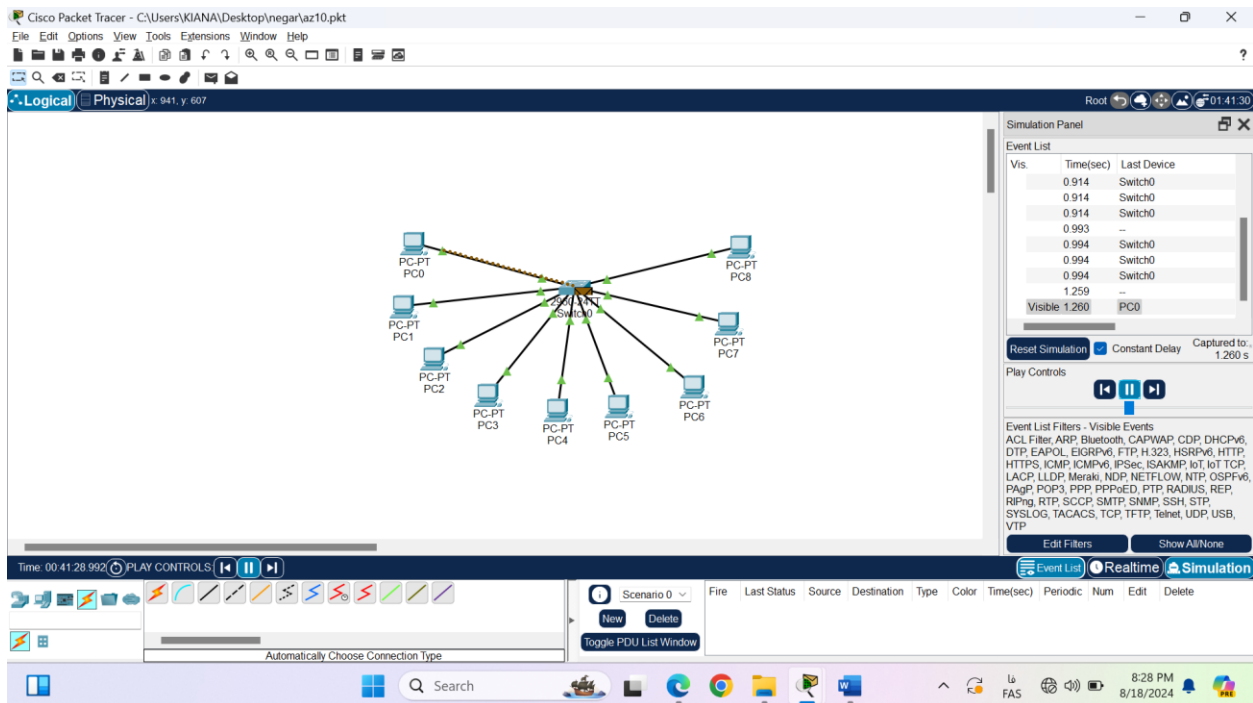 Cisco Packet Tracer - C:\Users\KIANA\Desktop\negar\az10.pkt
File Edit Options View Tools Extensions Window Help
?
Logical Physical x: 941, y: 607 Root 01:41:30
Simulation Panel
Event List
Vis. Time(sec) Last Device
0.914 Switch0
0.914 Switch0
0.914 Switch0
0.993 --
0.994 Switch0
0.994 Switch0
0.994 Switch0
1.259 --
Visible 1.260 PC0
Reset Simulation Constant Delay Captured to:
1.260 s
Play Controls
Event List Filters - Visible Events
ACL Filter, ARP, Bluetooth, CAPWAP, CDP, DHCPv6,
DTP, EAPOL, EIGRPv6, FTP, H.323, HSRPv6, HTTP,
HTTPS, ICMP, ICMPv6, IPSec, ISAKMP, IoT, IoT TCP,
LACP, LLDP, Meraki, NDP, NETFLOW, NTP, OSPFv6,
PAgP, POP3, PPP, PPPoED, PTP, RADIUS, REP,
RIPng, RTP, SCCP, SMTP, SNMP, SSH, STP,
SYSLOG, TACACS, TCP, TFTP, Telnet, UDP, USB,
VTP
Edit Filters Show All/None
PC-PT
PC0
PC-PT
PC1
PC-PT
PC2
PC-PT
PC3
PC-PT
PC4
PC-PT
PC5
PC-PT
PC6
PC-PT
PC7
PC-PT
PC8
2960-24TT
Switch0
Time: 00:41:28.992 PLAY CONTROLS: Event List Realtime Simulation
Automatically Choose Connection Type
Scenario 0
New Delete
Toggle PDU List Window
Fire Last Status Source Destination Type Color Time(sec) Periodic Num Edit Delete
Search
فا
FAS
8:28 PM
8/18/2024
PRE